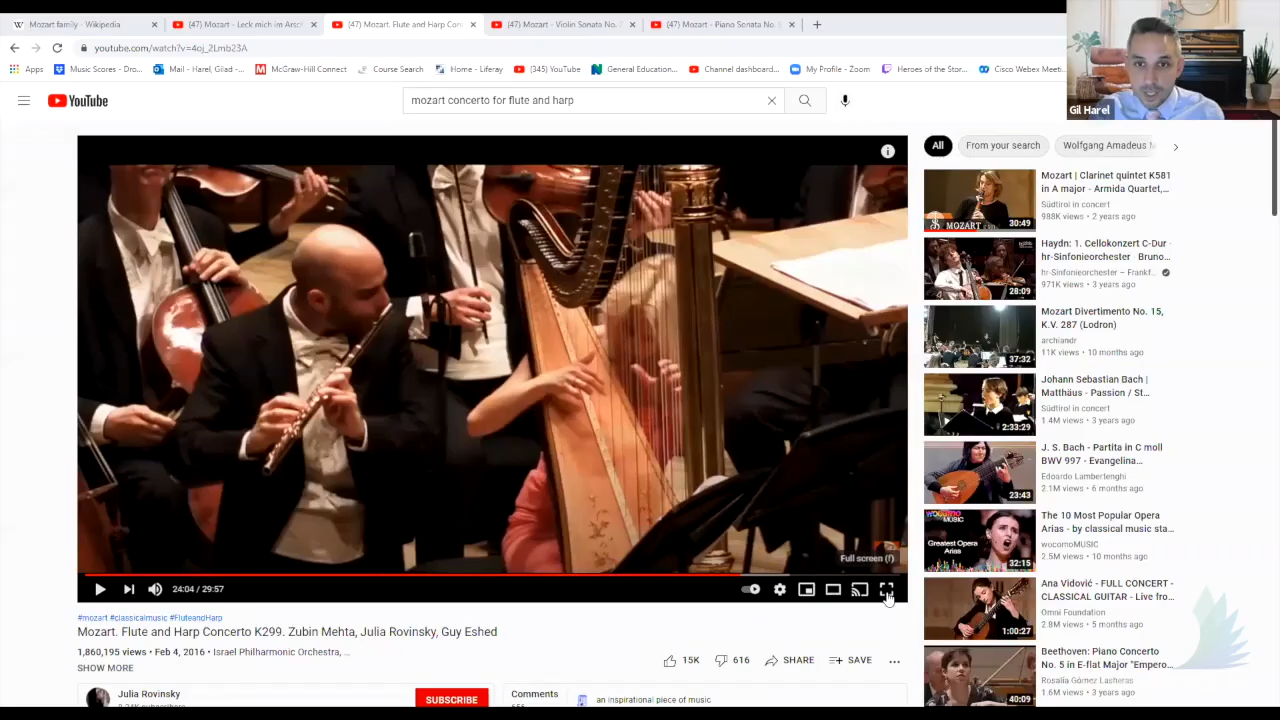 Mozart family - Wikipedia
(47) Mozart - Leck mich im Arsch
(47) Mozart. Flute and Harp Con
(47) Mozart - Violin Sonata No.
(47) Mozart - Piano Sonata No.
youtube.com/watch?v=4oj_2Lmb23A
Apps
Music Scores - Dro...
Mail - Harel, Gilad -...
McGraw-Hill Connect
Course Search
Home -
(345) YouTube
General Education...
Channel dashboard...
My Profile - Zoom
Heroes of the Stor...
Cisco Webex Meeti...
Gil Harel
YouTube
mozart concerto for flute and harp
All
From your search
Wolfgang Amadeus M
Mozart | Clarinet quintet K581
in A major - Armida Quartet,...
Südtirol in concert
988K views • 2 years ago
MOZART
30:49
Haydn: 1. Cellokonzert C-Dur ·
hr-Sinfonieorchester · Bruno...
hr-Sinfonieorchester – Frankf...
971K views • 3 years ago
28:09
Mozart Divertimento No. 15,
K.V. 287 (Lodron)
archiandr
11K views • 10 months ago
37:32
Johann Sebastian Bach |
Matthäus - Passion / St...
Südtirol in concert
1.4M views • 3 years ago
2:33:29
J. S. Bach - Partita in C moll
BWV 997 - Evangelina...
Edoardo Lambertenghi
2.1M views • 6 months ago
23:43
The 10 Most Popular Opera
Arias - by classical music sta...
wocomoMUSIC
2.5M views • 10 months ago
WOCOMO
MUSIC
Greatest Opera
Arias
32:15
Ana Vidović - FULL CONCERT -
CLASSICAL GUITAR - Live fro...
Omni Foundation
2.8M views • 5 months ago
1:00:27
Beethoven: Piano Concerto
No. 5 in E-flat Major "Empero...
Rosalía Gómez Lasheras
1.6M views • 3 years ago
40:09
Full screen (f)
24:04 / 29:57
#mozart #classicalmusic #FluteandHarp
Mozart. Flute and Harp Concerto K299. Zubin Mehta, Julia Rovinsky, Guy Eshed
1,860,195 views • Feb 4, 2016 • Israel Philharmonic Orchestra, ...
SHOW MORE
15K
616
SHARE
SAVE
Julia Rovinsky
SUBSCRIBE
Comments
an inspirational piece of music